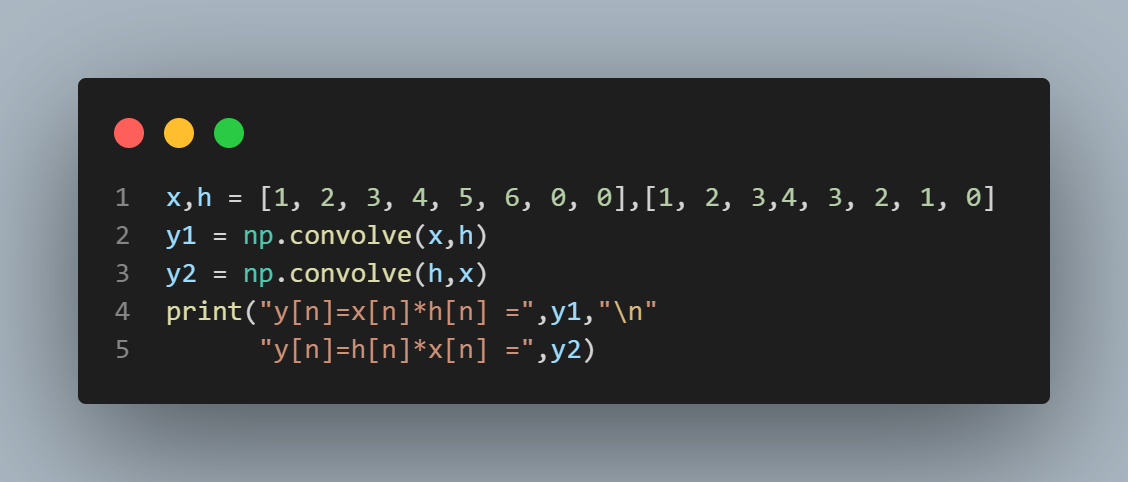 1 x,h = [1, 2, 3, 4, 5, 6, 0, 0],[1, 2, 3,4, 3, 2, 1, 0]
2 y1 = np.convolve(x,h)
3 y2 = np.convolve(h,x)
4 print("y[n]=x[n]*h[n] =",y1,"\n"
5       "y[n]=h[n]*x[n] =",y2)